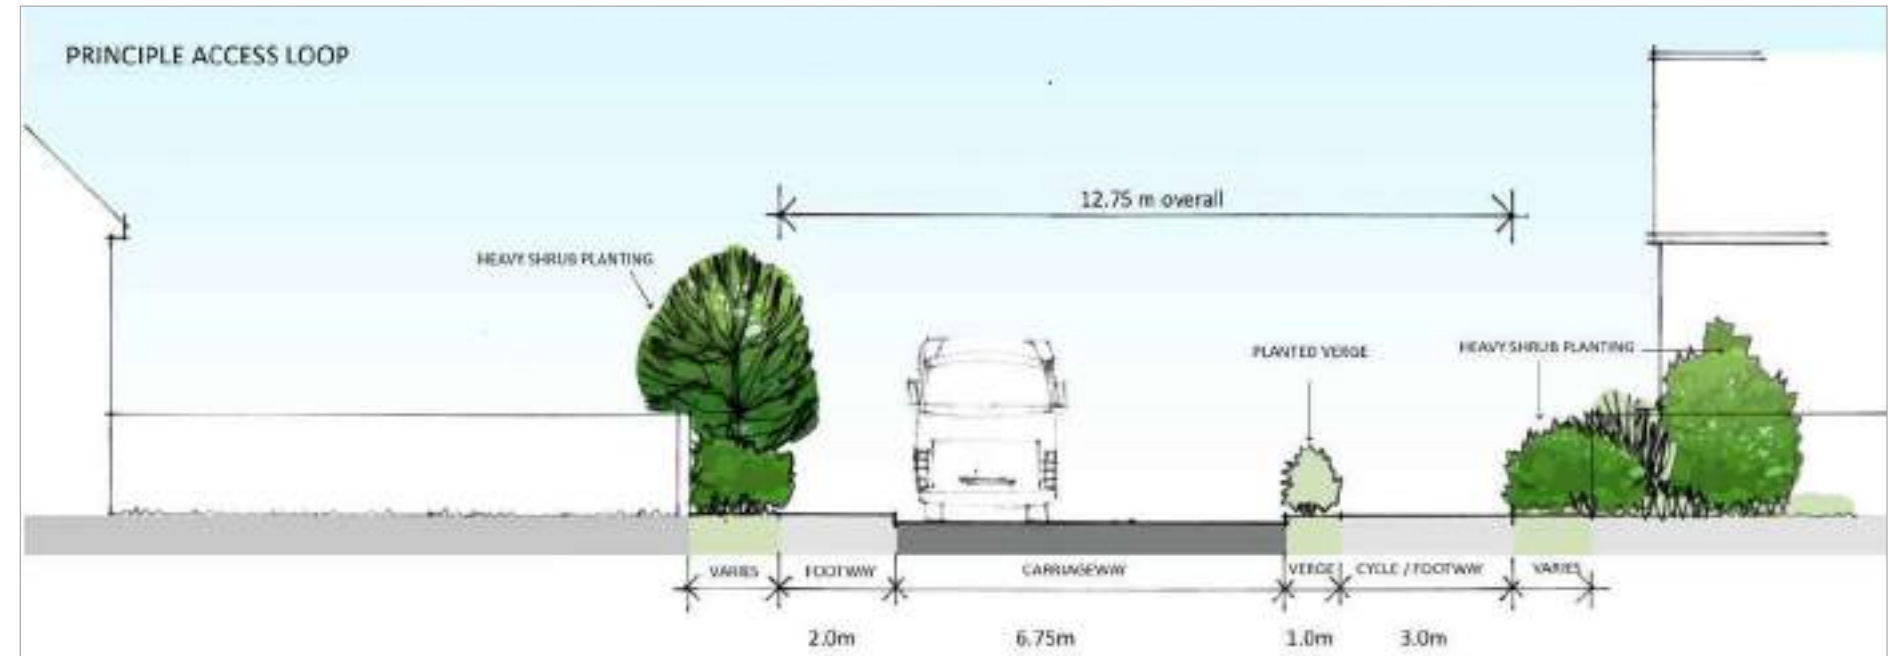 PRINCIPLE ACCESS LOOP
12.75 m overall
HEAVY SHRUB PLANTING
PLANTED VERGE
HEAVY SHRUB PLANTING
VARIES
FOOTWAY
CARRIAGEWAY
VERGE
CYCLE / FOOTWAY
VARIES
2.0m
6.75m
1.0m
3.0m